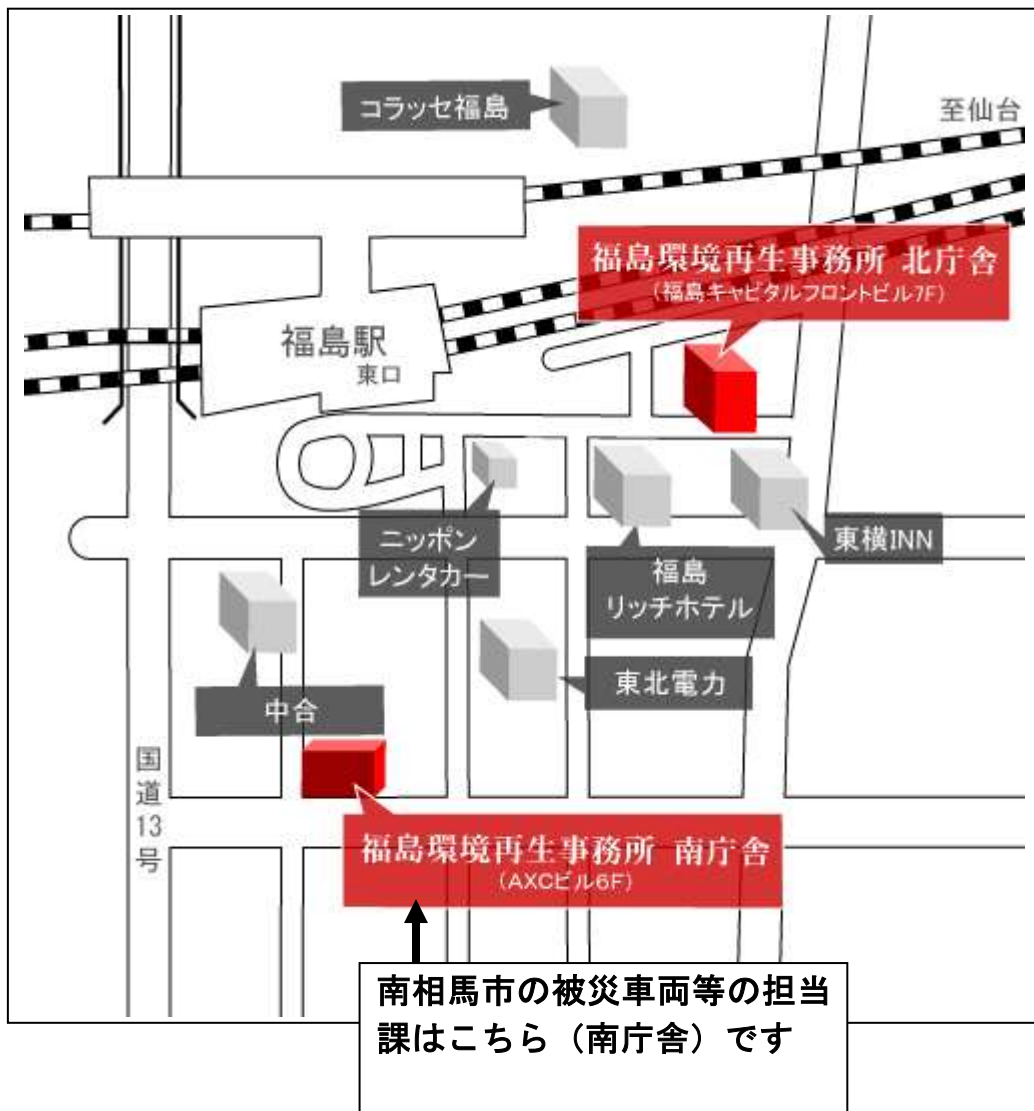 コラッセ福島
至仙台
福島環境再生事務所 北庁舎
(福島キャピタルフロントビル7F)
福島駅
東口
ニッポン
レンタカー
福島
リッチホテル
東横INN
東北電力
中合
国道13号
福島環境再生事務所 南庁舎
(AXCビル6F)
南相馬市の被災車両等の担当
課はこちら（南庁舎）です